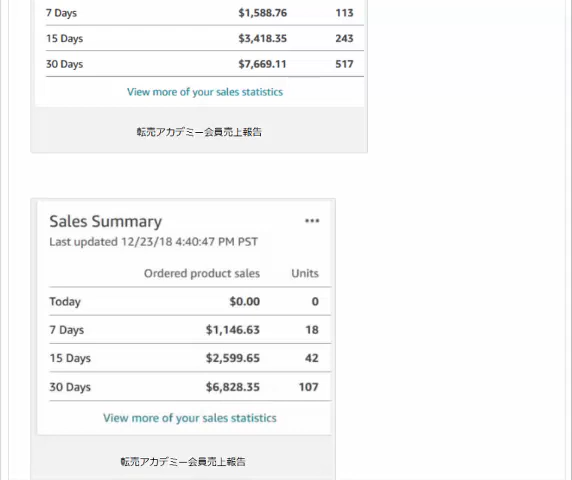 7 Days $1,588.76 113
15 Days $3,418.35 243
30 Days $7,669.11 517
View more of your sales statistics
転売アカデミー会員売上報告
Sales Summary
Last updated 12/23/18 4:40:47 PM PST
Ordered product sales Units
Today $0.00 0
7 Days $1,146.63 18
15 Days $2,599.65 42
30 Days $6,828.35 107
View more of your sales statistics
転売アカデミー会員売上報告